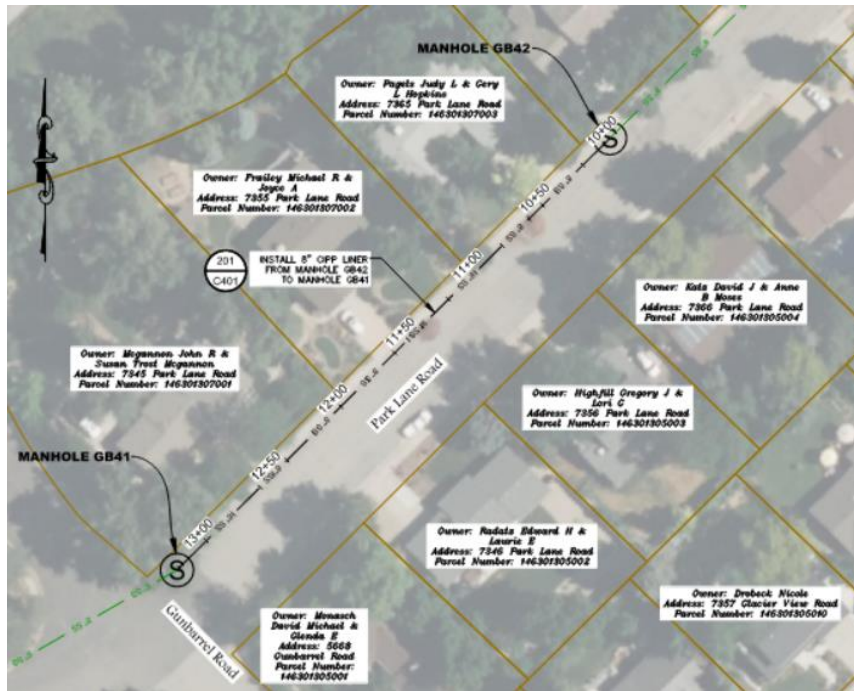 MANHOLE GB42
Owner: Pagels Judy L & Gery
L Hopkins
Address: 7365 Park Lane Road
Parcel Number: 146301307003
10+00
S
Owner: Frailey Michael R &
Joyce A
Address: 7355 Park Lane Road
Parcel Number: 146301307002
10+50
201
C401
INSTALL 8" CIPP LINER
FROM MANHOLE GB42
TO MANHOLE GB41
11+00
Owner: Katz David J & Anne
B Moses
Address: 7366 Park Lane Road
Parcel Number: 146301305004
11+50
Owner: Mcgannon John R &
Susan Trost Mcgannon
Address: 7345 Park Lane Road
Parcel Number: 146301307001
12+00
Park Lane Road
Owner: Highfill Gregory J &
Lori G
Address: 7356 Park Lane Road
Parcel Number: 146301305003
MANHOLE GB41
12+50
13+00
S
Owner: Radats Edward H &
Laurie E
Address: 7346 Park Lane Road
Parcel Number: 146301305002
Owner: Drobeck Nicole
Address: 7357 Glacier View Road
Parcel Number: 146301305010
Gunbarrel Road
Owner: Monasch
David Michael &
Glenda E
Address: 5668
Gunbarrel Road
Parcel Number:
146301305001